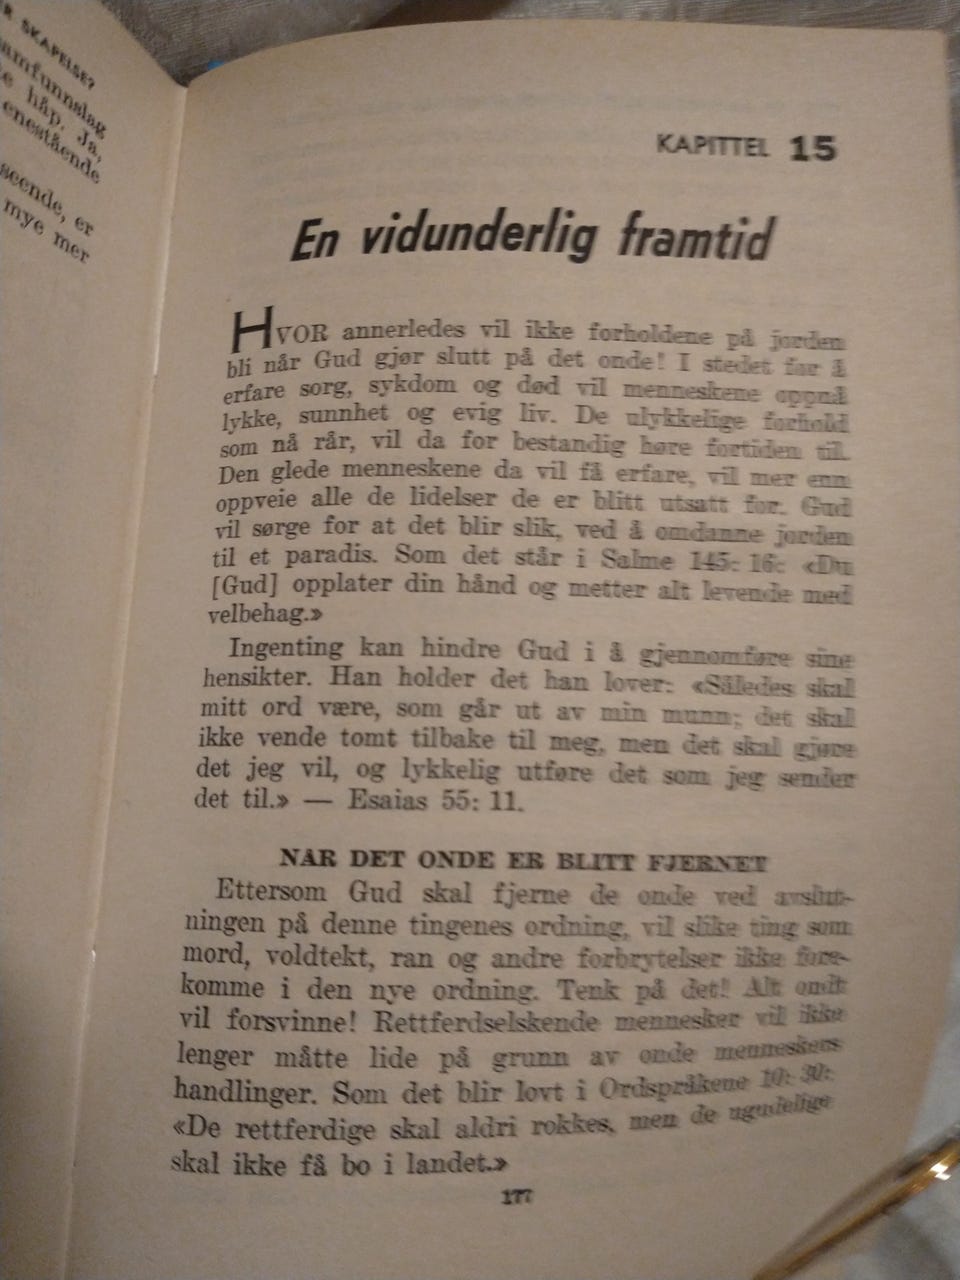 R SKAPELSE?
amfunnslag
håp. Ja,
enestående
seende, er
mye mer
KAPITTEL 15
En vidunderlig framtid
HVOR annerledes vil ikke forholdene på jorden
bli når Gud gjør slutt på det onde! I stedet for å
erfare sorg, sykdom og død vil menneskene oppnå
lykke, sunnhet og evig liv. De ulykkelige forhold
som nå rår, vil da for bestandig høre fortiden til.
Den glede menneskene da vil få erfare, vil mer enn
oppveie alle de lidelser de er blitt utsatt for. Gud
vil sørge for at det blir slik, ved å omdanne jorden
til et paradis. Som det står i Salme 145: 16: «Du
[Gud] opplater din hånd og metter alt levende med
velbehag.»
Ingenting kan hindre Gud i å gjennomføre sine
hensikter. Han holder det han lover: «Således skal
mitt ord være, som går ut av min munn; det skal
ikke vende tomt tilbake til meg, men det skal gjøre
det jeg vil, og lykkelig utføre det som jeg sender
det til.» — Esaias 55: 11.
NÅR DET ONDE ER BLITT FJERNET
Ettersom Gud skal fjerne de onde ved avslut-
ningen på denne tingenes ordning, vil slike ting som
mord, voldtekt, ran og andre forbrytelser ikke fore-
komme i den nye ordning. Tenk på det! Alt ondt
vil forsvinne! Rettferdselskende mennesker vil ikke
lenger måtte lide på grunn av onde menneskers
handlinger. Som det blir lovt i Ordspråkene 10: 30:
«De rettferdige skal aldri rokkes, men de ugudelige
skal ikke få bo i landet.»
177